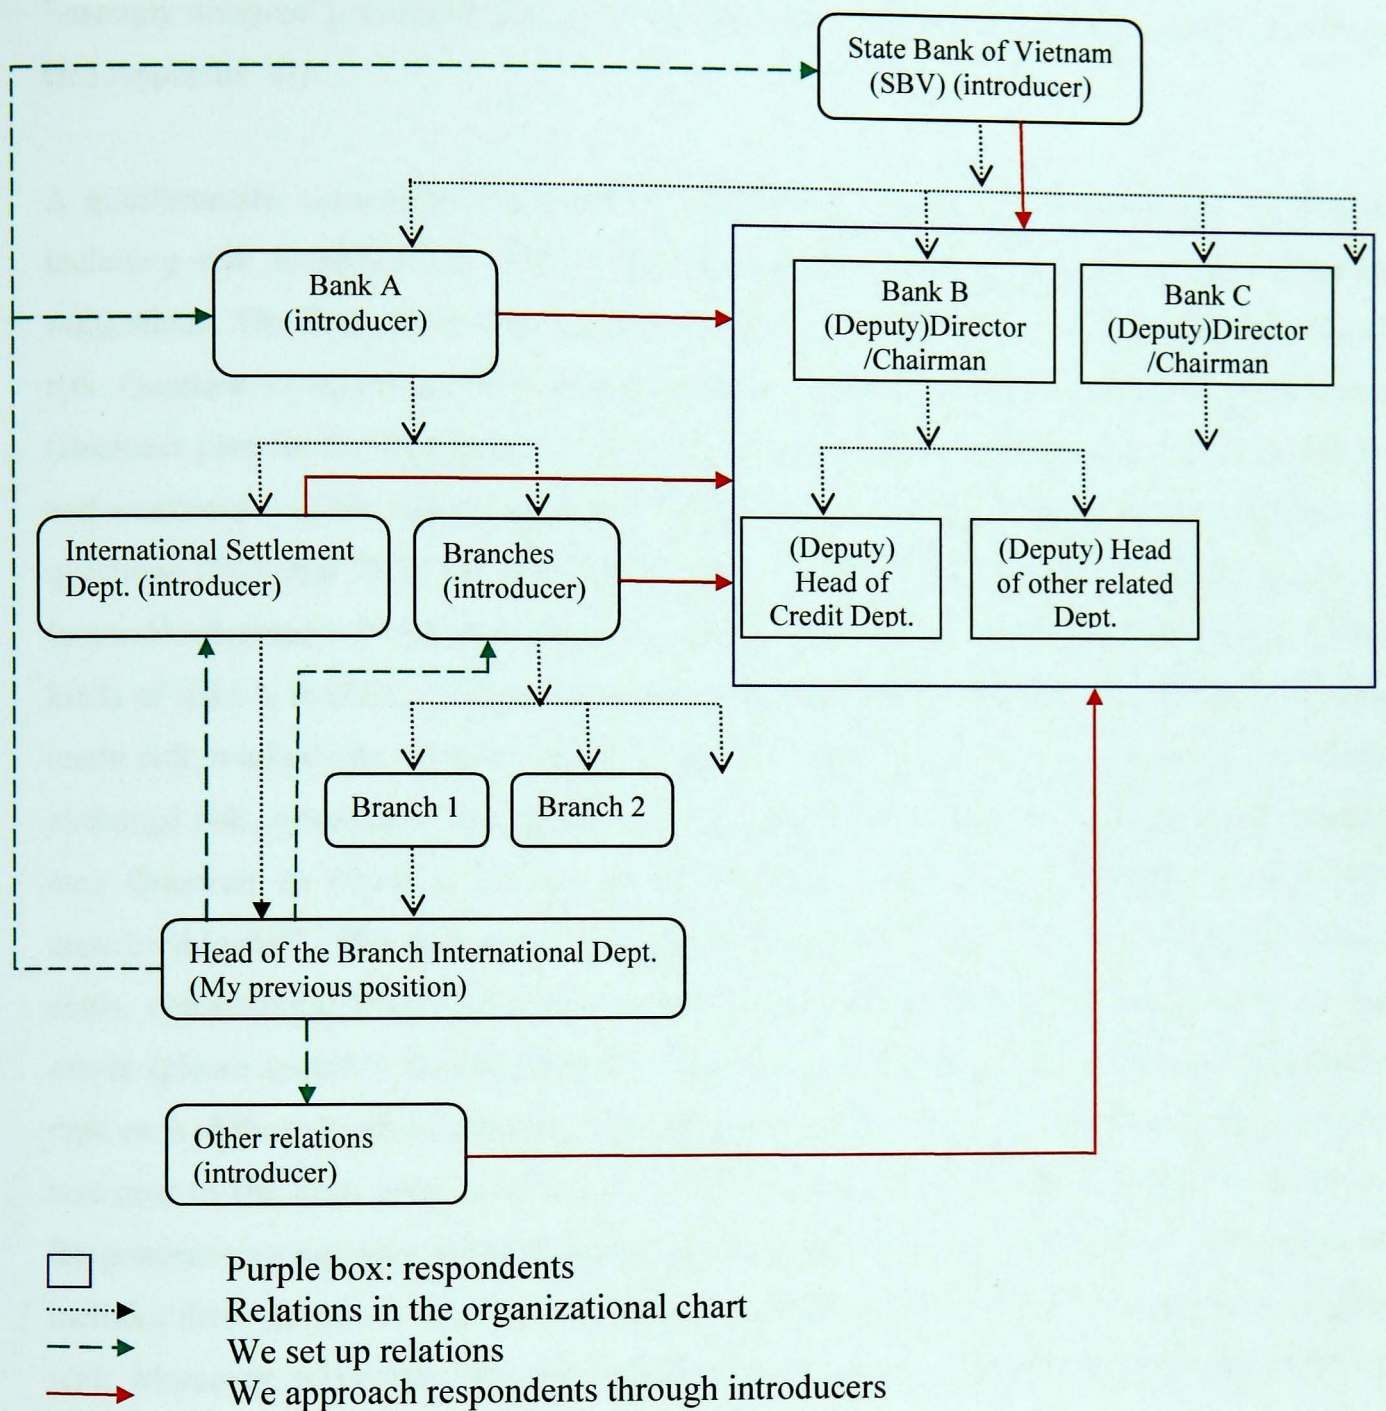 State Bank of Vietnam
(SBV) (introducer)
Bank A
(introducer)
Bank B
(Deputy)Director
/Chairman
Bank C
(Deputy)Director
/Chairman
International Settlement
Dept. (introducer)
Branches
(introducer)
(Deputy)
Head of
Credit Dept.
(Deputy) Head
of other related
Dept.
Branch 1
Branch 2
Head of the Branch International Dept.
(My previous position)
Other relations
(introducer)
Purple box: respondents
Relations in the organizational chart
We set up relations
We approach respondents through introducers